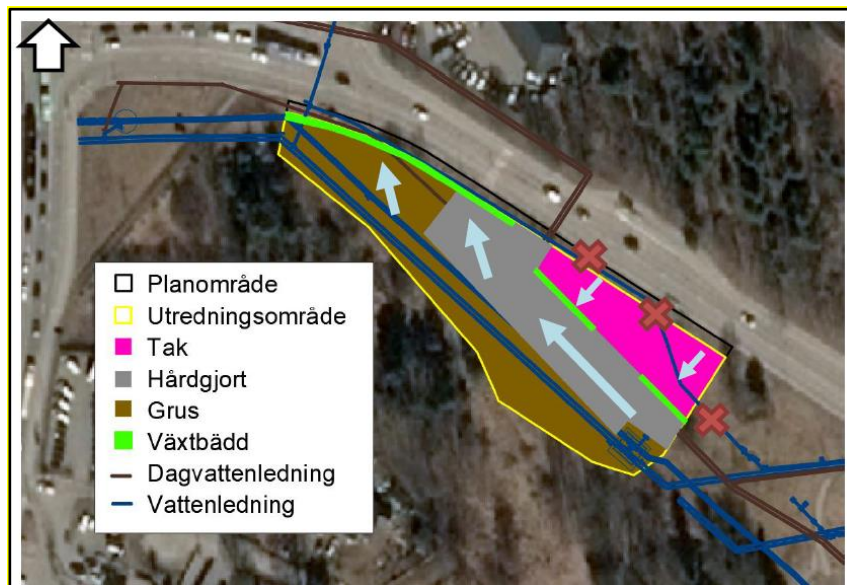 Planområde
Utredningsområde
Tak
Hårdgjort
Grus
Växtbädd
Dagvattenledning
Vattenledning